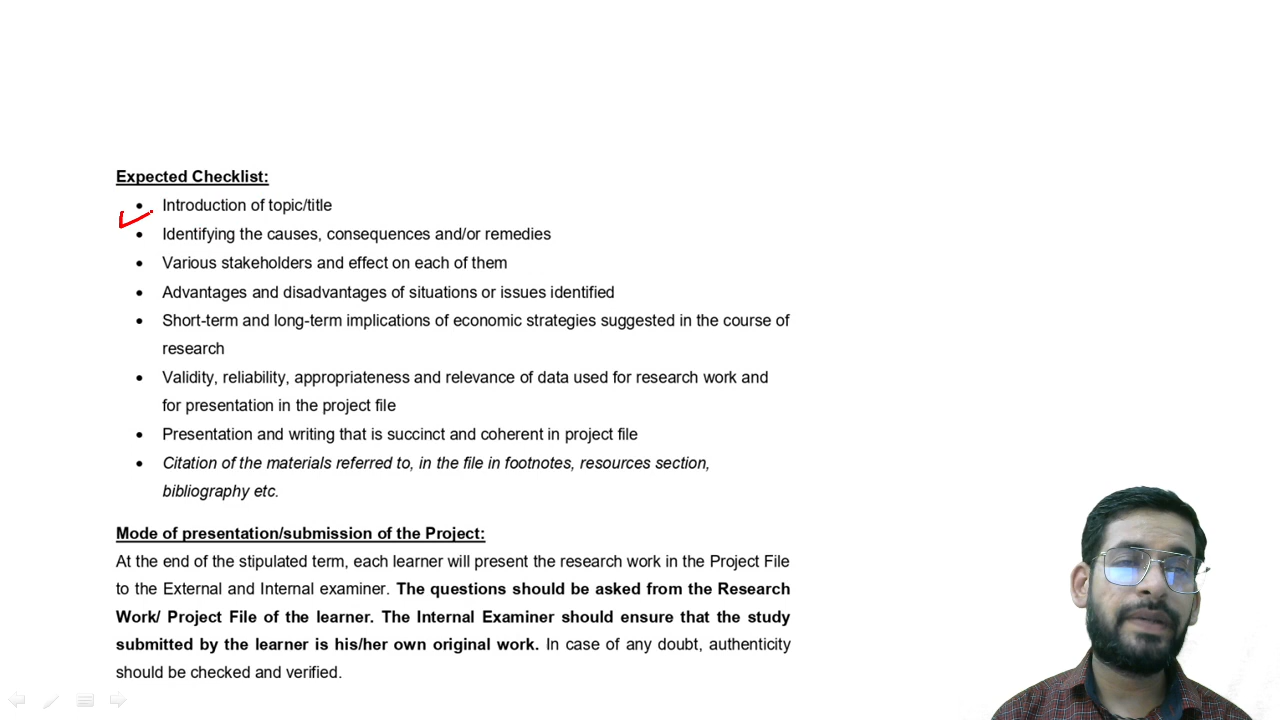 Expected Checklist:
• Introduction of topic/title
• Identifying the causes, consequences and/or remedies
• Various stakeholders and effect on each of them
• Advantages and disadvantages of situations or issues identified
• Short-term and long-term implications of economic strategies suggested in the course of
research
• Validity, reliability, appropriateness and relevance of data used for research work and
for presentation in the project file
• Presentation and writing that is succinct and coherent in project file
• Citation of the materials referred to, in the file in footnotes, resources section,
bibliography etc.
Mode of presentation/submission of the Project:
At the end of the stipulated term, each learner will present the research work in the Project File
to the External and Internal examiner. The questions should be asked from the Research
Work/ Project File of the learner. The Internal Examiner should ensure that the study
submitted by the learner is his/her own original work. In case of any doubt, authenticity
should be checked and verified.